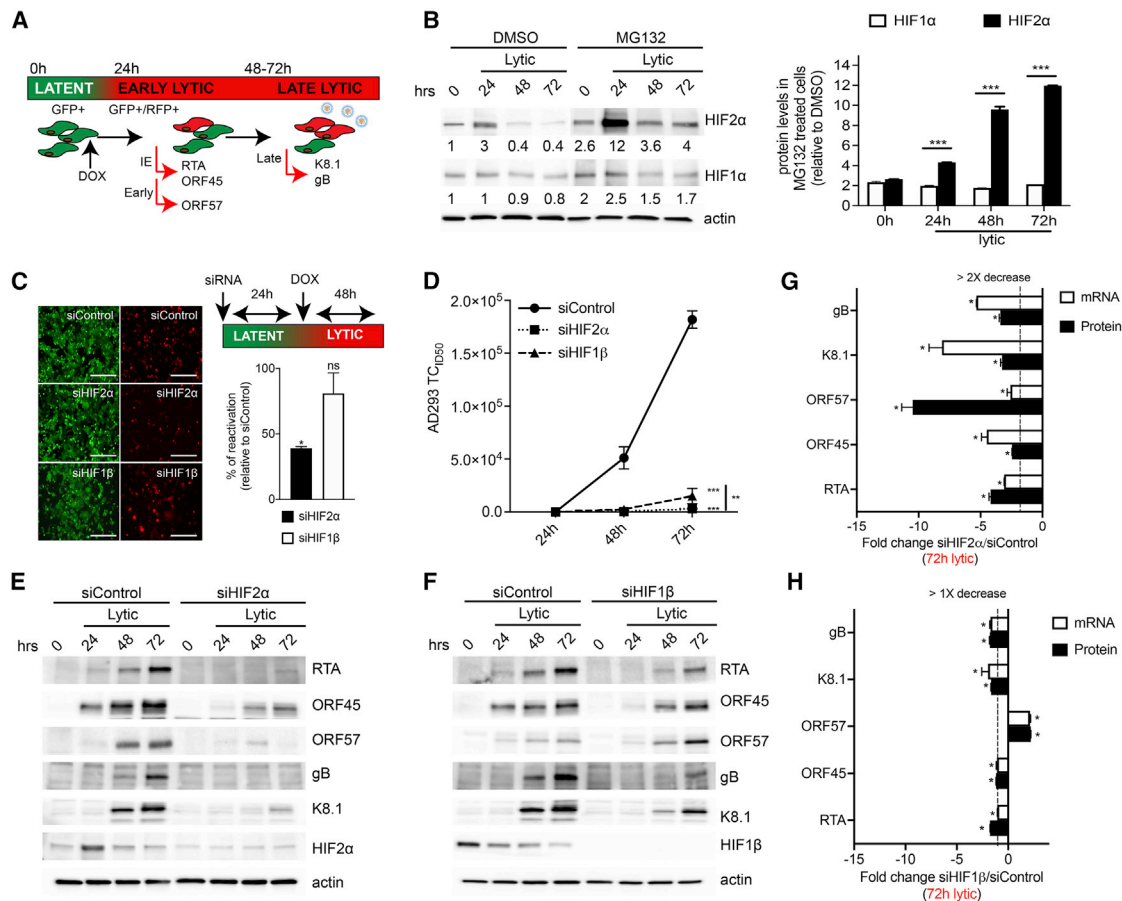 A
0h 24h 48-72h
LATENT EARLY LYTIC LATE LYTIC
GFP+ GFP+/RFP+
DOX
IE
RTA
ORF45
Early
ORF57
Late
K8.1
gB
B
DMSO MG132
Lytic Lytic
hrs 0 24 48 72 0 24 48 72
HIF2α
1 3 0.4 0.4 2.6 12 3.6 4
HIF1α
1 1 0.9 0.8 2 2.5 1.5 1.7
actin
HIF1α HIF2α
protein levels in
MG132 treated cells
(relative to DMSO)
14
12
10
8
6
4
2
0
*** *** ***
0h 24h 48h 72h
lytic
C
siControl siControl
siHIF2α siHIF2α
siHIF1β siHIF1β
siRNA DOX
24h 48h
LATENT LYTIC
% of reactivation
(relative to siControl)
100
50
0
* ns
siHIF2α
siHIF1β
D
AD293 TCID50
2.0×10⁵
1.5×10⁵
1.0×10⁵
5.0×10⁴
0
siControl
siHIF2α
siHIF1β
***
**
***
24h 48h 72h
E
siControl siHIF2α
Lytic Lytic
hrs 0 24 48 72 0 24 48 72
RTA
ORF45
ORF57
gB
K8.1
HIF2α
actin
F
siControl siHIF1β
Lytic Lytic
hrs 0 24 48 72 0 24 48 72
RTA
ORF45
ORF57
gB
K8.1
HIF1β
actin
G
> 2X decrease
mRNA
Protein
gB * *
K8.1 * *
ORF57 * *
ORF45 * *
RTA * *
-15 -10 -5 0
Fold change siHIF2α/siControl
(72h lytic)
H
> 1X decrease
mRNA
Protein
gB * *
K8.1 * *
ORF57 * *
ORF45 * *
RTA * *
-15 -10 -5 0
Fold change siHIF1β/siControl
(72h lytic)